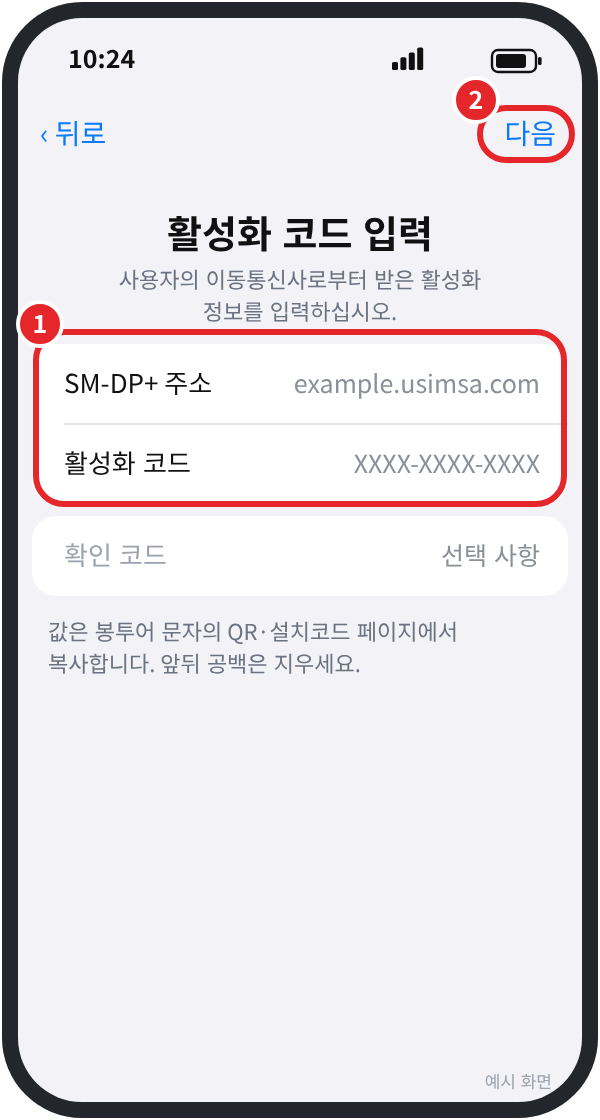 10:24
2
‹ 뒤로
다음
활성화 코드 입력
사용자의 이동통신사로부터 받은 활성화
정보를 입력하십시오.
1
SM-DP+ 주소 example.usimsa.com
활성화 코드 XXXX-XXXX-XXXX
확인 코드 선택 사항
값은 봉투어 문자의 QR·설치코드 페이지에서
복사합니다. 앞뒤 공백은 지우세요.
예시 화면